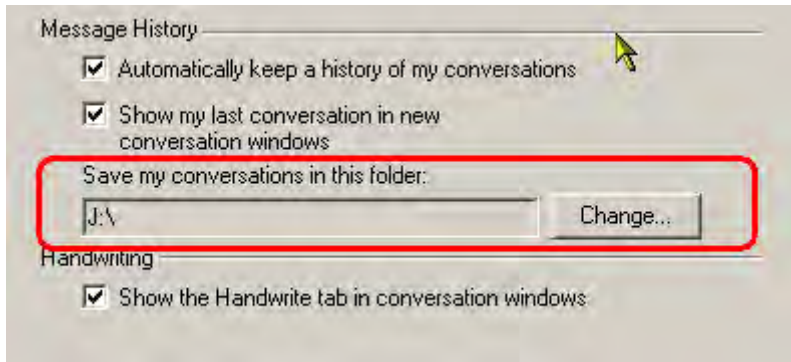 Message History
Automatically keep a history of my conversations
Show my last conversation in new
conversation windows
Save my conversations in this folder:
J:\
Change...
Handwriting
Show the Handwrite tab in conversation windows